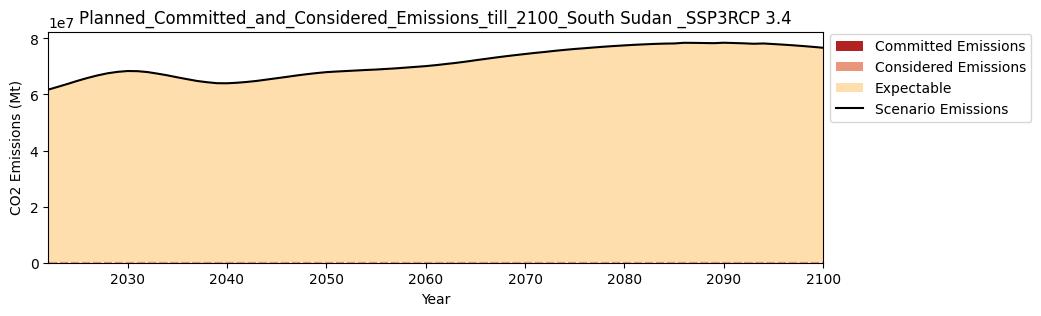 Planned_Committed_and_Considered_Emissions_till_2100_South Sudan _SSP3RCP 3.4
1e7
8
6
4
2
0
CO2 Emissions (Mt)
2030 2040 2050 2060 2070 2080 2090 2100
Year
Committed Emissions
Considered Emissions
Expectable
Scenario Emissions